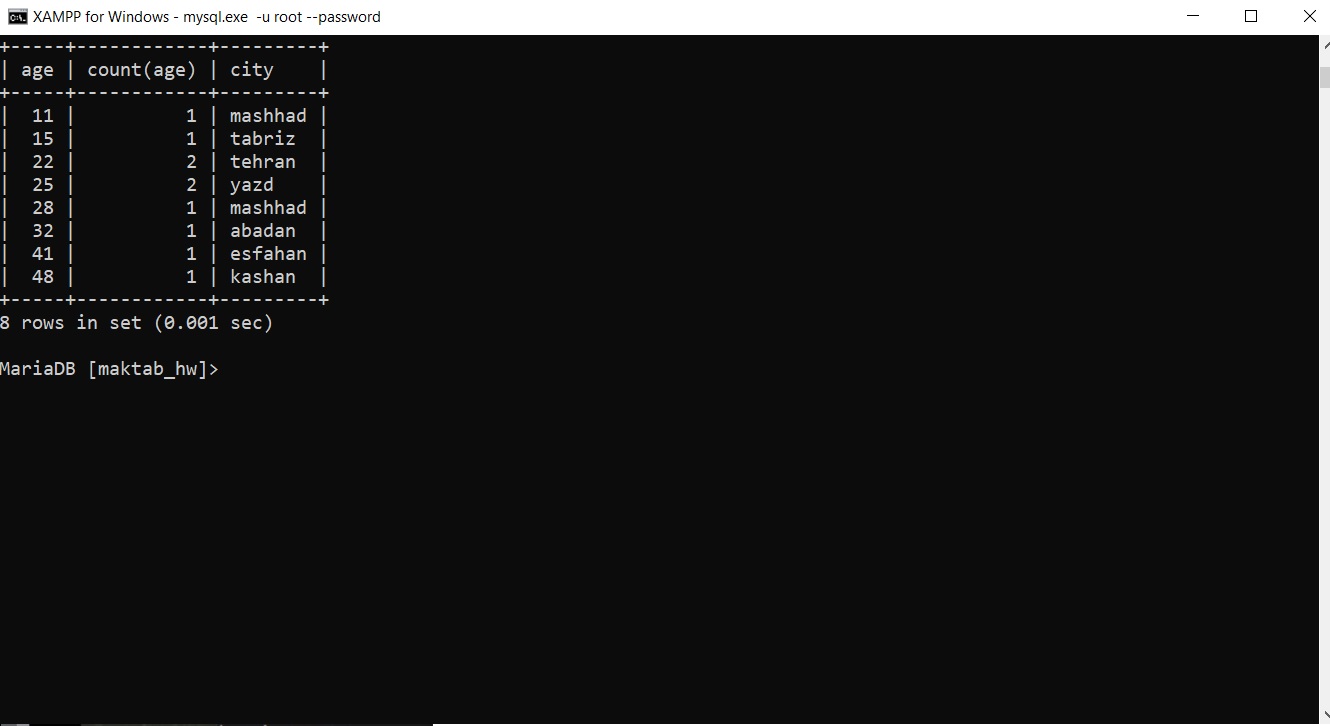 XAMPP for Windows - mysql.exe  -u root --password
+-----+------------+---------+
| age | count(age) | city    |
+-----+------------+---------+
|  11 |          1 | mashhad |
|  15 |          1 | tabriz  |
|  22 |          2 | tehran  |
|  25 |          2 | yazd    |
|  28 |          1 | mashhad |
|  32 |          1 | abadan  |
|  41 |          1 | esfahan |
|  48 |          1 | kashan  |
+-----+------------+---------+
8 rows in set (0.001 sec)
MariaDB [maktab_hw]>